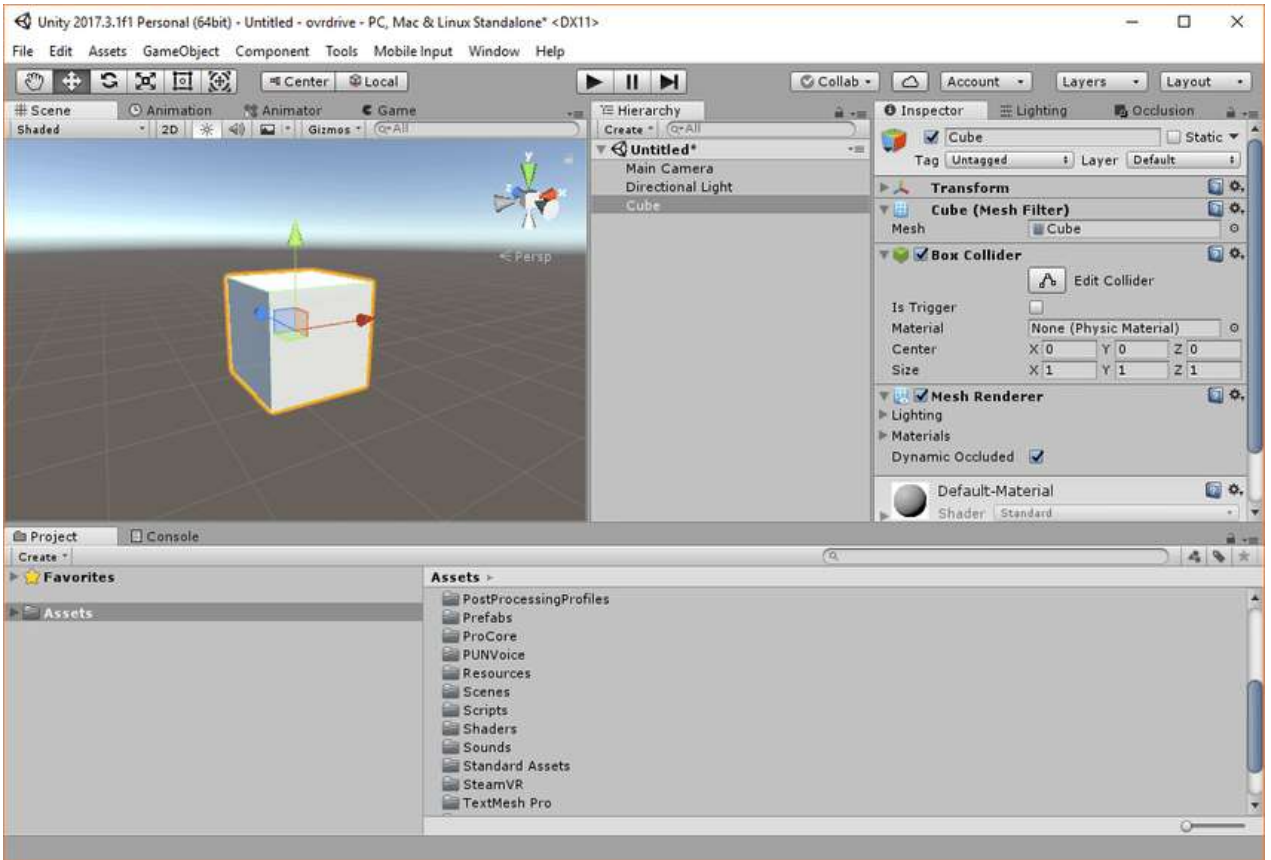 Unity 2017.3.1f1 Personal (64bit) - Untitled - ovrdrive - PC, Mac & Linux Standalone* <DX11>
File Edit Assets GameObject Component Tools Mobile Input Window Help
Center Local Collab Account Layers Layout
Scene Animation Animator Game
Shaded 2D Gizmos All
y
x
Persp
Hierarchy
Create All
Untitled*
Main Camera
Directional Light
Cube
Inspector Lighting Occlusion
Cube Static
Tag Untagged Layer Default
Transform
Cube (Mesh Filter)
Mesh Cube
Box Collider
Edit Collider
Is Trigger
Material None (Physic Material)
Center X 0 Y 0 Z 0
Size X 1 Y 1 Z 1
Mesh Renderer
Lighting
Materials
Dynamic Occluded
Default-Material
Shader Standard
Project Console
Create
Favorites
Assets
Assets
PostProcessingProfiles
Prefabs
ProCore
PUNVoice
Resources
Scenes
Scripts
Shaders
Sounds
Standard Assets
SteamVR
TextMesh Pro